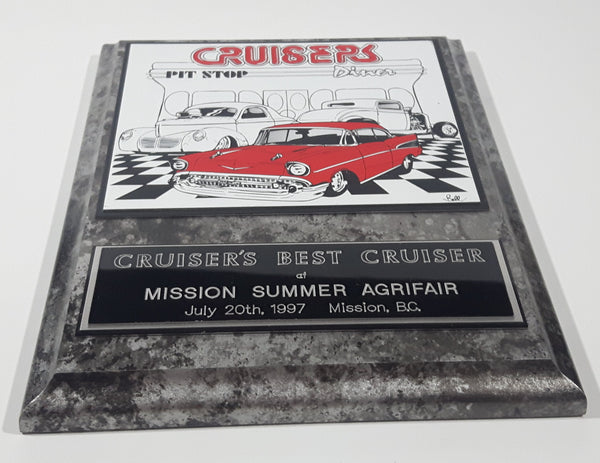 CRUISERS
PIT STOP Diner
CRUISER'S BEST CRUISER
at
MISSION SUMMER AGRIFAIR
July 20th, 1997 Mission, B.C.